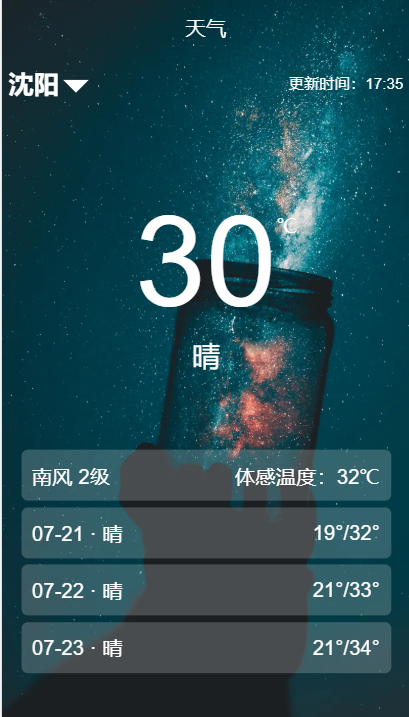 天气
沈阳
更新时间：17:35
30℃
晴
南风 2级 体感温度：32℃
07-21 · 晴 19°/32°
07-22 · 晴 21°/33°
07-23 · 晴 21°/34°